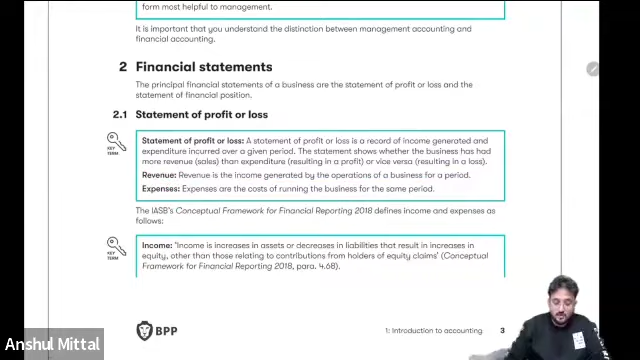 form most helpful to management.
It is important that you understand the distinction between management accounting and
financial accounting.
2 Financial statements
The principal financial statements of a business are the statement of profit or loss and the
statement of financial position.
2.1 Statement of profit or loss
KEY
TERM
Statement of profit or loss: A statement of profit or loss is a record of income generated and
expenditure incurred over a given period. The statement shows whether the business has had
more revenue (sales) than expenditure (resulting in a profit) or vice versa (resulting in a loss).
Revenue: Revenue is the income generated by the operations of a business for a period.
Expenses: Expenses are the costs of running the business for the same period.
The IASB's Conceptual Framework for Financial Reporting 2018 defines income and expenses as
follows:
KEY
TERM
Income: 'Income is increases in assets or decreases in liabilities that result in increases in
equity, other than those relating to contributions from holders of equity claims' (Conceptual
Framework for Financial Reporting 2018, para. 4.68).
BPP
1: Introduction to accounting 3
Anshul Mittal